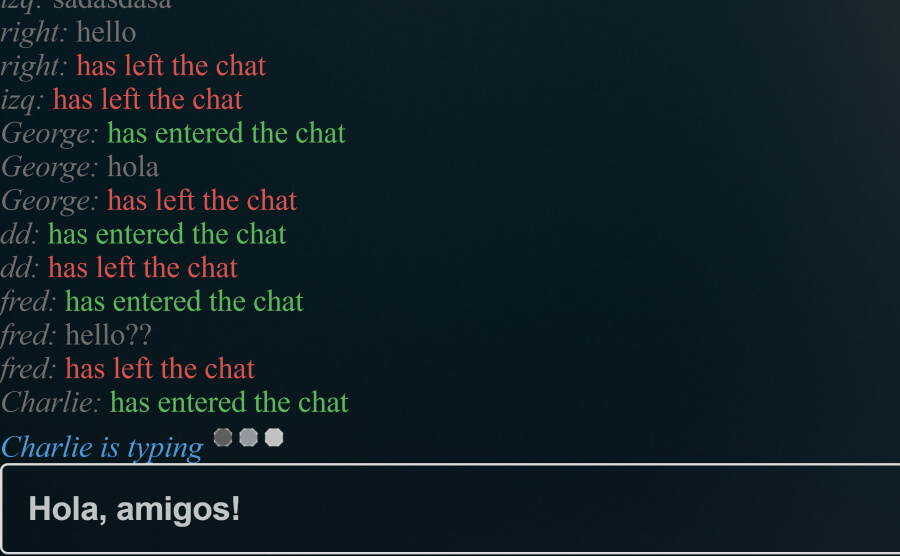 izq: sadasdasa
right: hello
right: has left the chat
izq: has left the chat
George: has entered the chat
George: hola
George: has left the chat
dd: has entered the chat
dd: has left the chat
fred: has entered the chat
fred: hello??
fred: has left the chat
Charlie: has entered the chat
Charlie is typing
Hola, amigos!